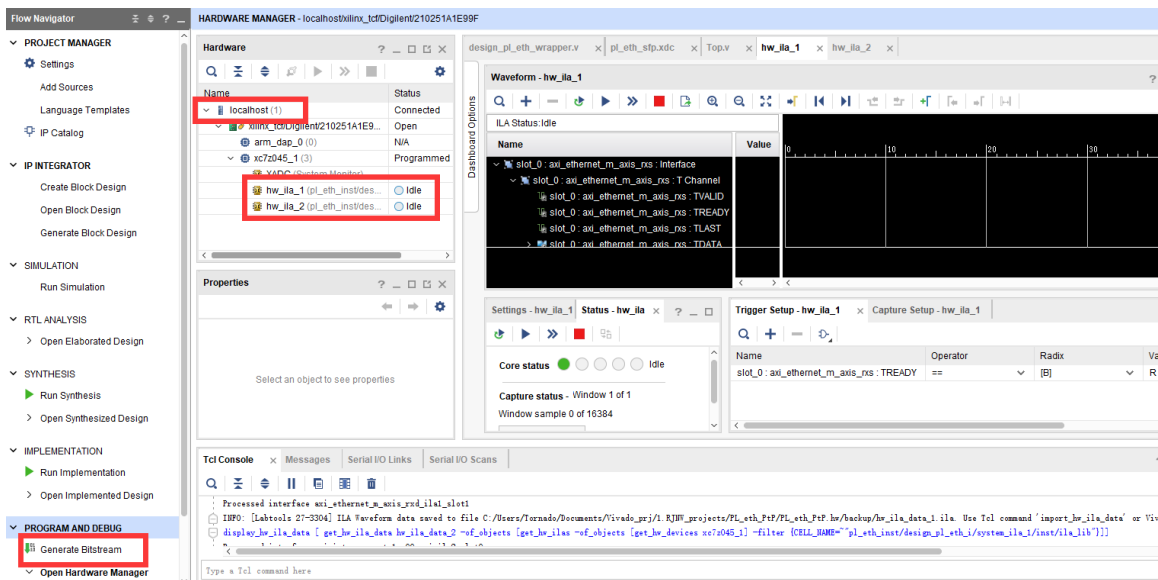 Flow Navigator
PROJECT MANAGER
Settings
Add Sources
Language Templates
IP Catalog
IP INTEGRATOR
Create Block Design
Open Block Design
Generate Block Design
SIMULATION
Run Simulation
RTL ANALYSIS
Open Elaborated Design
SYNTHESIS
Run Synthesis
Open Synthesized Design
IMPLEMENTATION
Run Implementation
Open Implemented Design
PROGRAM AND DEBUG
Generate Bitstream
Open Hardware Manager
HARDWARE MANAGER - localhost/xilinx_tcf/Digilent/210251A1E99F
Hardware
Name Status
localhost (1) Connected
xilinx_tcf/Digilent/210251A1E9... Open
arm_dap_0 (0) N/A
xc7z045_1 (3) Programmed
XADC (System Monitor)
hw_ila_1 (pl_eth_inst/des... Idle
hw_ila_2 (pl_eth_inst/des... Idle
Properties
Select an object to see properties
design_pl_eth_wrapper.v pl_eth_sfp.xdc Top.v hw_ila_1 hw_ila_2
Dashboard Options
Waveform - hw_ila_1
ILA Status:Idle
Name Value
0 10 20 30
slot_0 : axi_ethernet_m_axis_rxs : Interface
slot_0 : axi_ethernet_m_axis_rxs : T Channel
slot_0 : axi_ethernet_m_axis_rxs : TVALID
slot_0 : axi_ethernet_m_axis_rxs : TREADY
slot_0 : axi_ethernet_m_axis_rxs : TLAST
slot_0 : axi_ethernet_m_axis_rxs : TDATA
Settings - hw_ila_1 Status - hw_ila
Core status Idle
Capture status - Window 1 of 1
Window sample 0 of 16384
Trigger Setup - hw_ila_1 Capture Setup - hw_ila_1
Name Operator Radix Va
slot_0 : axi_ethernet_m_axis_rxs : TREADY == [B] R
Tcl Console Messages Serial I/O Links Serial I/O Scans
Processed interface axi_ethernet_m_axis_rxd_ila1_slot1
INFO: [Labtools 27-3304] ILA Waveform data saved to file C:/Users/Tornado/Documents/Vivado_prj/1.RJNW_projects/PL_eth_PtP/PL_eth_PtP.hw/backup/hw_ila_data_1.ila. Use Tcl command 'import_hw_ila_data' or Viv
display_hw_ila_data [ get_hw_ila_data hw_ila_data_2 -of_objects [get_hw_ilas -of_objects [get_hw_devices xc7z045_1] -filter {CELL_NAME=~"pl_eth_inst/design_pl_eth_i/system_ila_1/inst/ila_lib"}]]
Type a Tcl command here